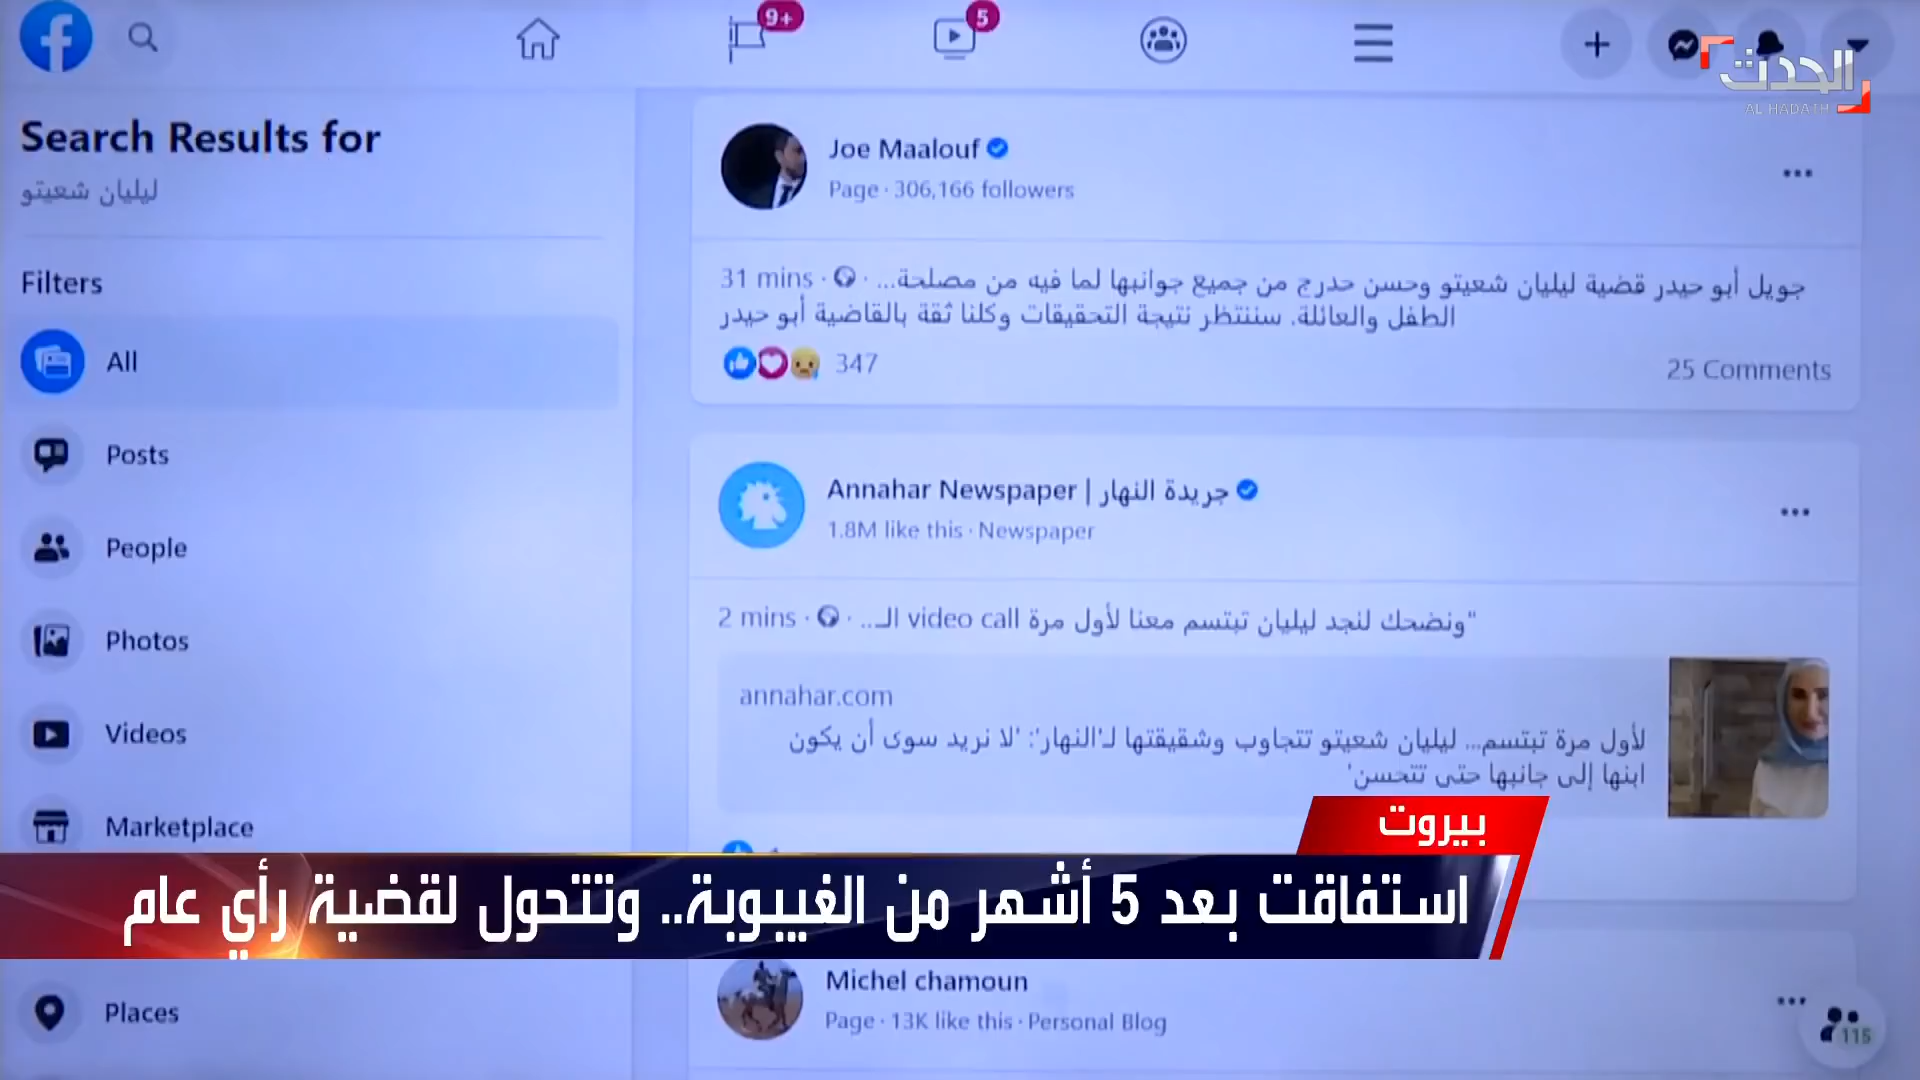 9+
5
الحدث
AL HADATH
Search Results for
ليليان شعيتو
Filters
All
Posts
People
Photos
Videos
Marketplace
Places
Joe Maalouf
Page · 306,166 followers
31 mins · جويل أبو حيدر قضية ليليان شعيتو وحسن حدرج من جميع جوانبها لما فيه من مصلحة...
الطفل والعائلة. سننتظر نتيجة التحقيقات وكلنا ثقة بالقاضية أبو حيدر
347
25 Comments
Annahar Newspaper | جريدة النهار
1.8M like this · Newspaper
2 mins · "ونضحك لنجد ليليان تبتسم معنا لأول مرة video call الـ...
annahar.com
لأول مرة تبتسم... ليليان شعيتو تتجاوب وشقيقتها لـ'النهار': 'لا نريد سوى أن يكون
ابنها إلى جانبها حتى تتحسن'
بيروت
استفاقت بعد 5 أشهر من الغيبوبة.. وتتحول لقضية رأي عام
Michel chamoun
Page · 13K like this · Personal Blog
115